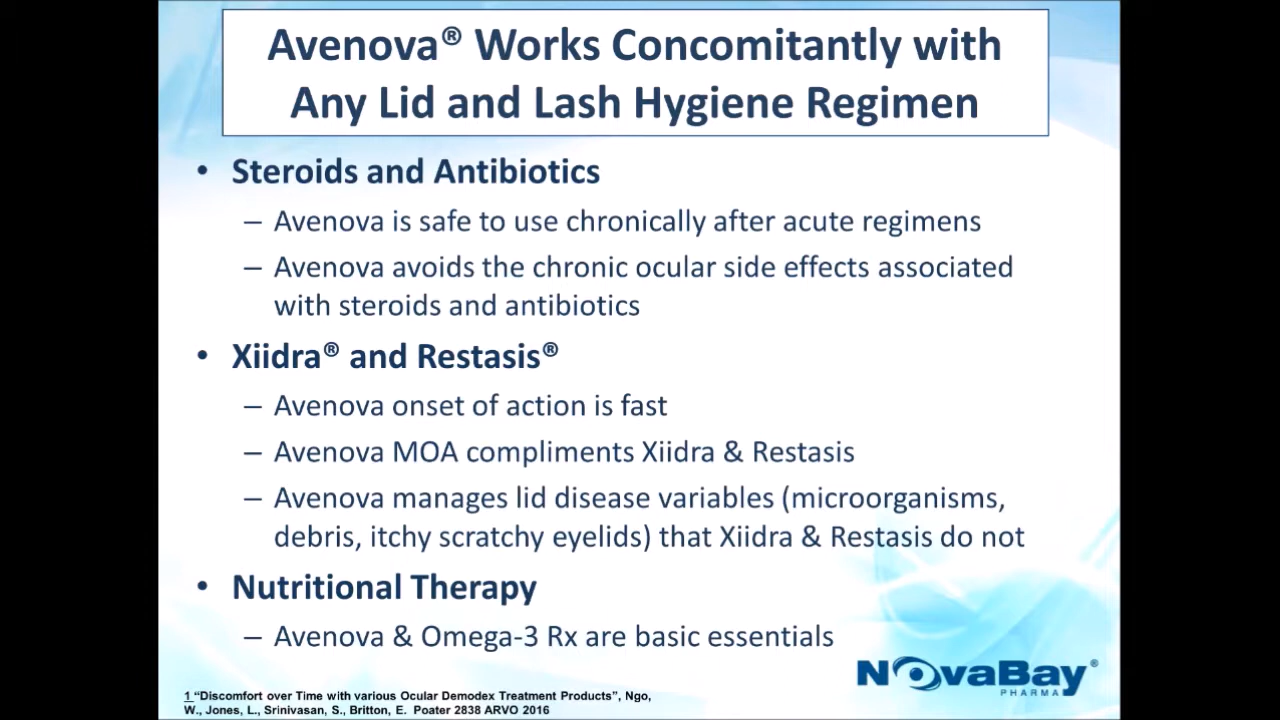 Avenova® Works Concomitantly with
Any Lid and Lash Hygiene Regimen
• Steroids and Antibiotics
– Avenova is safe to use chronically after acute regimens
– Avenova avoids the chronic ocular side effects associated
with steroids and antibiotics
• Xiidra® and Restasis®
– Avenova onset of action is fast
– Avenova MOA compliments Xiidra & Restasis
– Avenova manages lid disease variables (microorganisms,
debris, itchy scratchy eyelids) that Xiidra & Restasis do not
• Nutritional Therapy
– Avenova & Omega-3 Rx are basic essentials
NovaBay®
PHARMA
1 “Discomfort over Time with various Ocular Demodex Treatment Products”, Ngo,
W., Jones, L., Srinivasan, S., Britton, E. Poater 2838 ARVO 2016